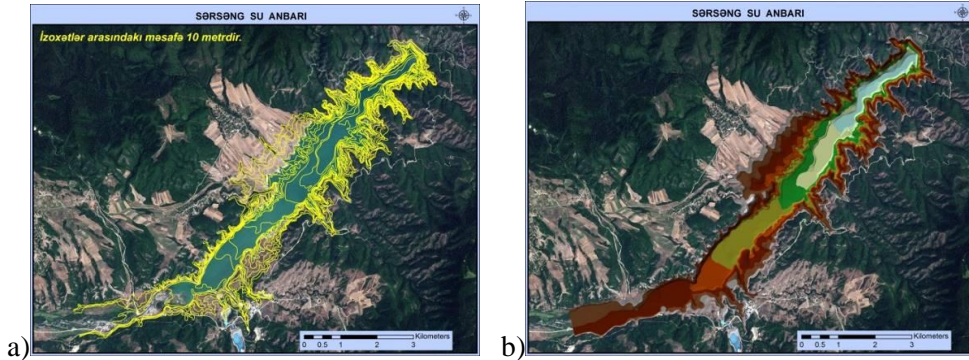 SƏRSƏNG SU ANBARI
İzoxətlər arasındakı məsafə 10 metrdir.
Kilometers
0 0.5 1 2 3
a)
SƏRSƏNG SU ANBARI
Kilometers
0 0.5 1 2 3
b)